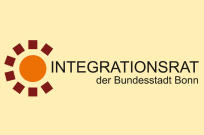 INTEGRATIONSRAT
der Bundesstadt Bonn